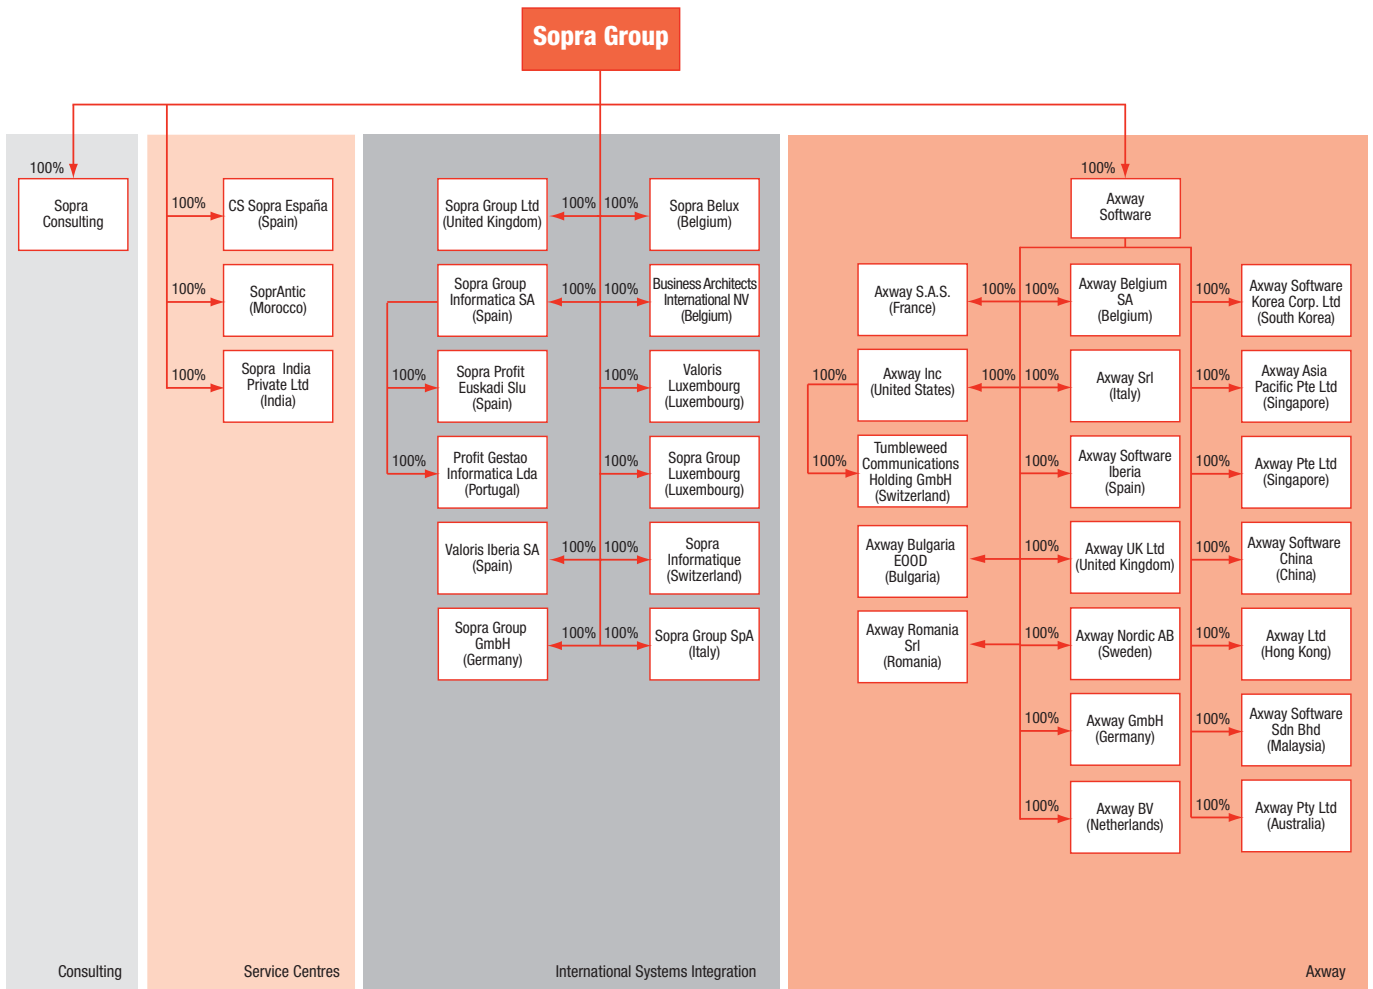 Sopra Group
100%
Sopra
Consulting
Consulting
100%
CS Sopra España
(Spain)
100%
SoprAntic
(Morocco)
100%
Sopra India
Private Ltd
(India)
Service Centres
Sopra Group Ltd
(United Kingdom)
100%
100%
Sopra Belux
(Belgium)
Sopra Group
Informatica SA
(Spain)
100%
100%
Business Architects
International NV
(Belgium)
100%
Sopra Profit
Euskadi Slu
(Spain)
100%
Valoris
Luxembourg
(Luxembourg)
100%
Profit Gestao
Informatica Lda
(Portugal)
100%
Sopra Group
Luxembourg
(Luxembourg)
Valoris Iberia SA
(Spain)
100%
100%
Sopra
Informatique
(Switzerland)
Sopra Group
GmbH
(Germany)
100%
100%
Sopra Group SpA
(Italy)
International Systems Integration
100%
Axway
Software
Axway S.A.S.
(France)
100%
100%
Axway Belgium
SA
(Belgium)
100%
Axway Software
Korea Corp. Ltd
(South Korea)
100%
Axway Inc
(United States)
100%
100%
Axway Srl
(Italy)
100%
Axway Asia
Pacific Pte Ltd
(Singapore)
100%
Tumbleweed
Communications
Holding GmbH
(Switzerland)
100%
Axway Software
Iberia
(Spain)
100%
Axway Pte Ltd
(Singapore)
Axway Bulgaria
EOOD
(Bulgaria)
100%
Axway UK Ltd
(United Kingdom)
100%
Axway Software
China
(China)
Axway Romania
Srl
(Romania)
100%
Axway Nordic AB
(Sweden)
100%
Axway Ltd
(Hong Kong)
100%
Axway GmbH
(Germany)
100%
Axway Software
Sdn Bhd
(Malaysia)
100%
Axway BV
(Netherlands)
100%
Axway Pty Ltd
(Australia)
Axway